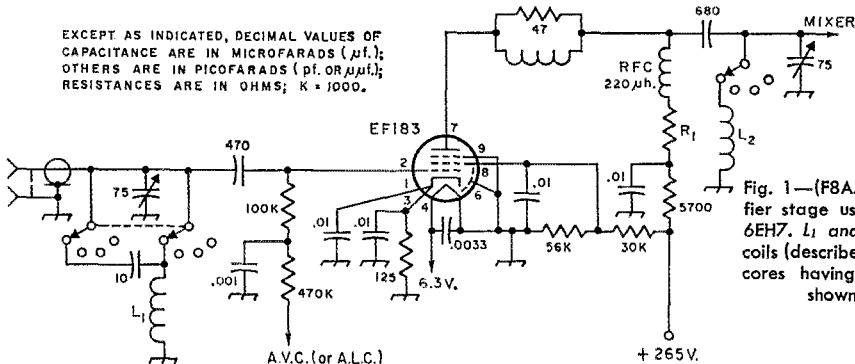 EXCEPT AS INDICATED, DECIMAL VALUES OF
CAPACITANCE ARE IN MICROFARADS (µf.);
OTHERS ARE IN PICOFARADS (pf. OR µµf.);
RESISTANCES ARE IN OHMS; K = 1000.
47
680
MIXER
75
RFC
220µh.
R1
L2
EF183
7
9
8
6
2
1
3
4
470
75
100K
10
L1
.001
470K
A.V.C. (or A.L.C.)
.01
.01
125
.0033
6.3 V.
.01
56K
30K
.01
5700
+ 265 V.
Fig. 1—(F8A
fier stage us
6EH7. L1 and
coils (describe
cores having
shown